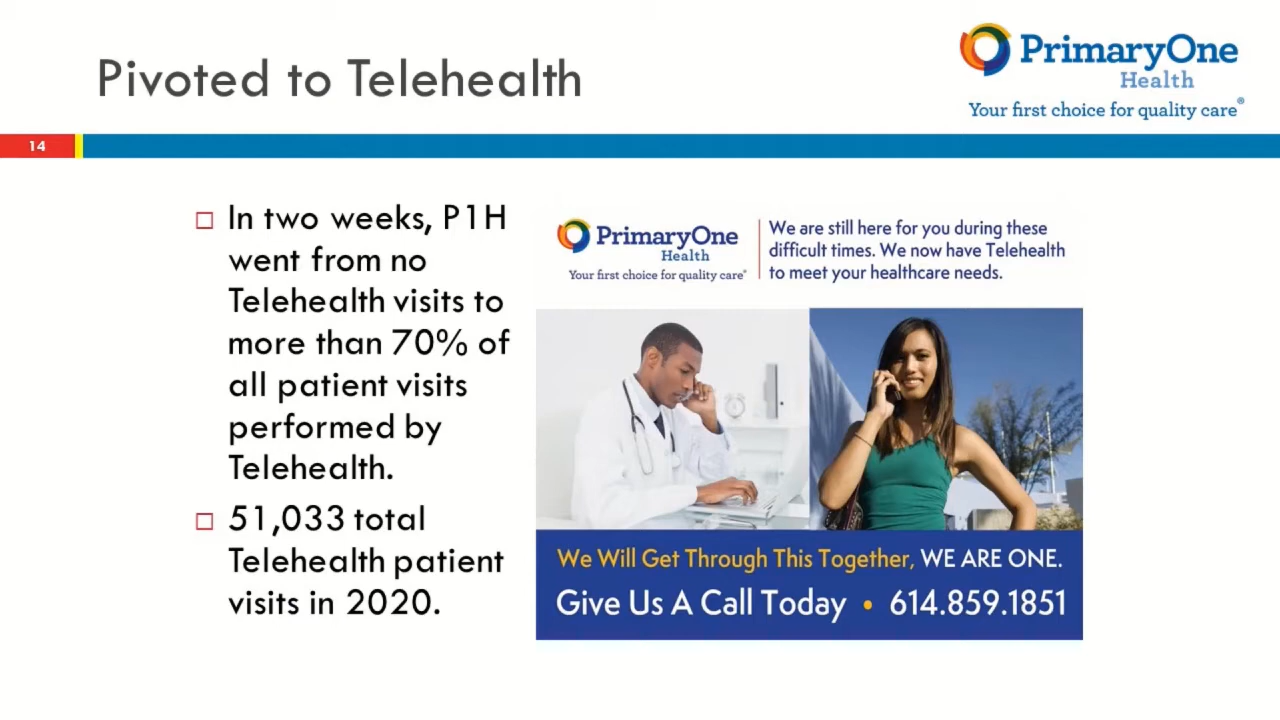 Pivoted to Telehealth
PrimaryOne
Health
Your first choice for quality care®
14
In two weeks, P1H
went from no
Telehealth visits to
more than 70% of
all patient visits
performed by
Telehealth.
51,033 total
Telehealth patient
visits in 2020.
PrimaryOne
Health
Your first choice for quality care®
We are still here for you during these
difficult times. We now have Telehealth
to meet your healthcare needs.
We Will Get Through This Together, WE ARE ONE.
Give Us A Call Today • 614.859.1851